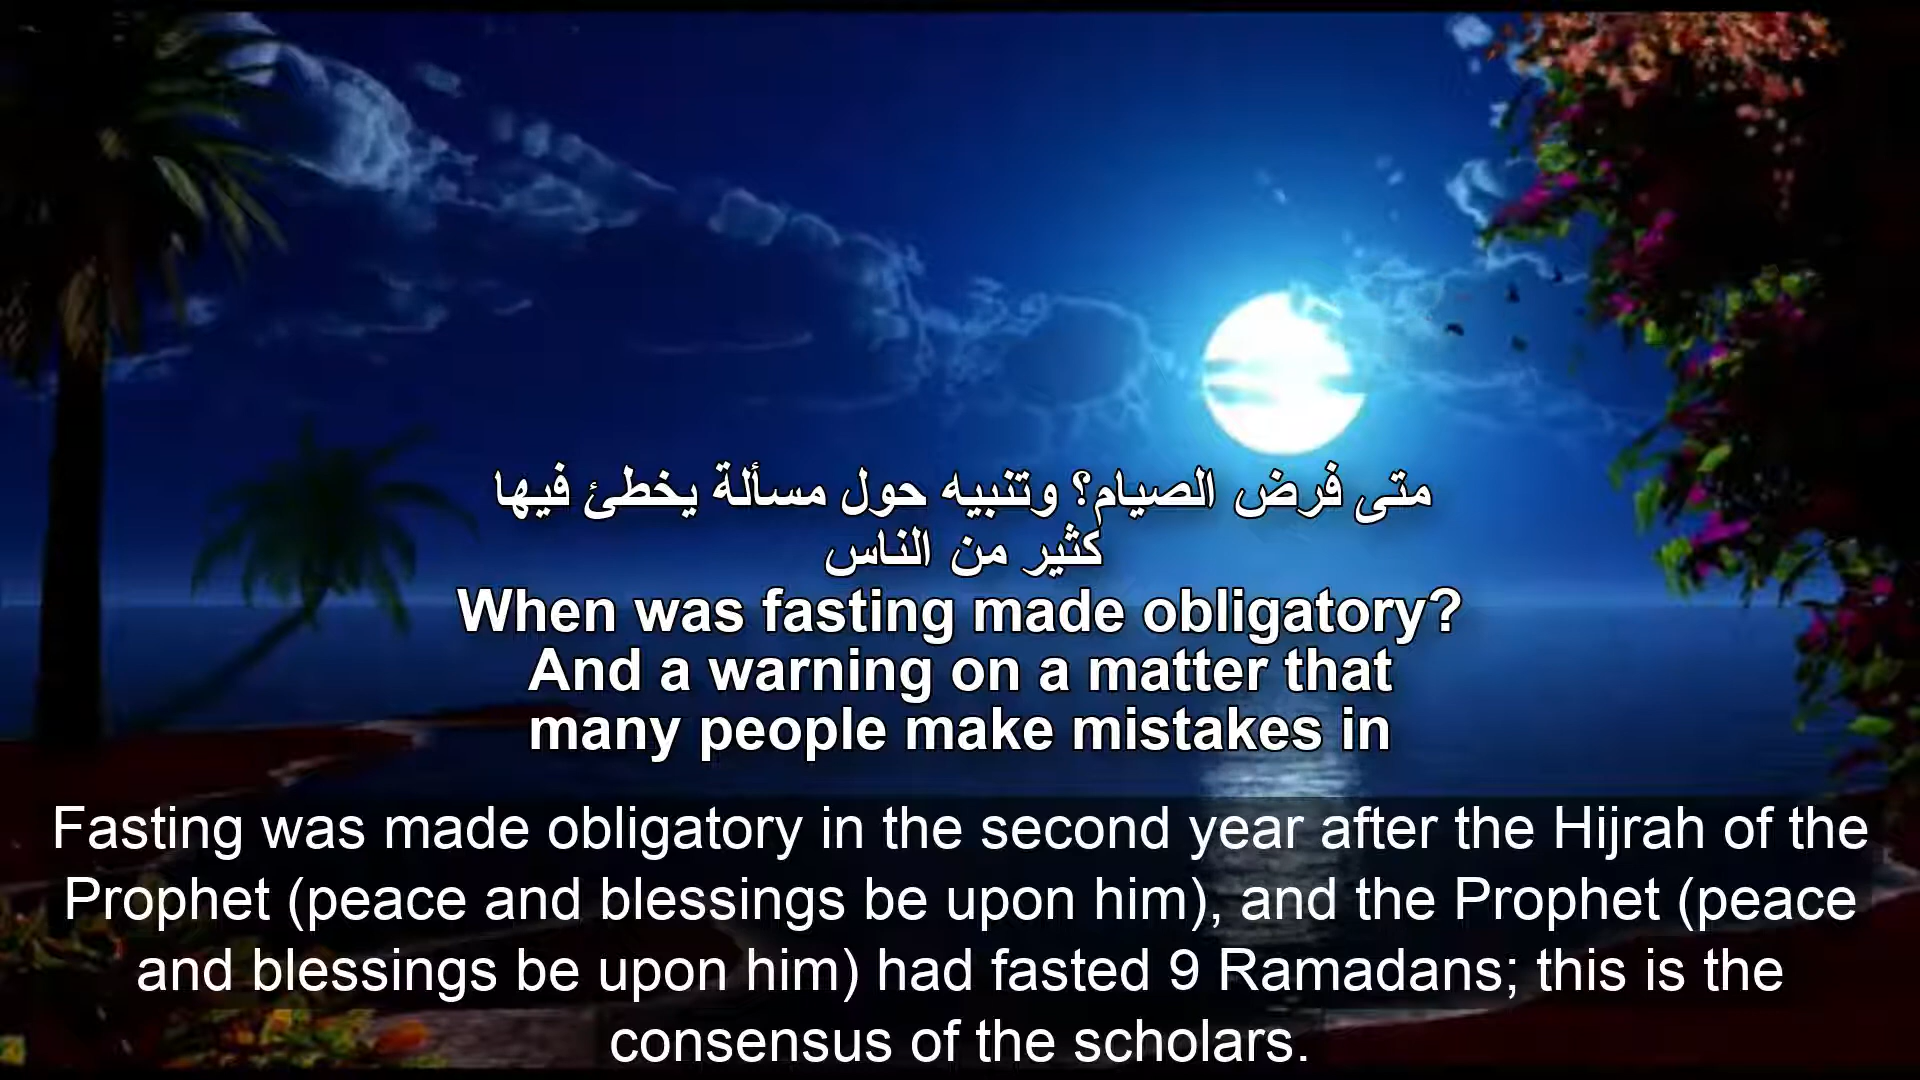 متى فرض الصيام؟ وتنبيه حول مسألة يخطئ فيها
كثير من الناس
When was fasting made obligatory?
And a warning on a matter that
many people make mistakes in
Fasting was made obligatory in the second year after the Hijrah of the
Prophet (peace and blessings be upon him), and the Prophet (peace
and blessings be upon him) had fasted 9 Ramadans; this is the
consensus of the scholars.